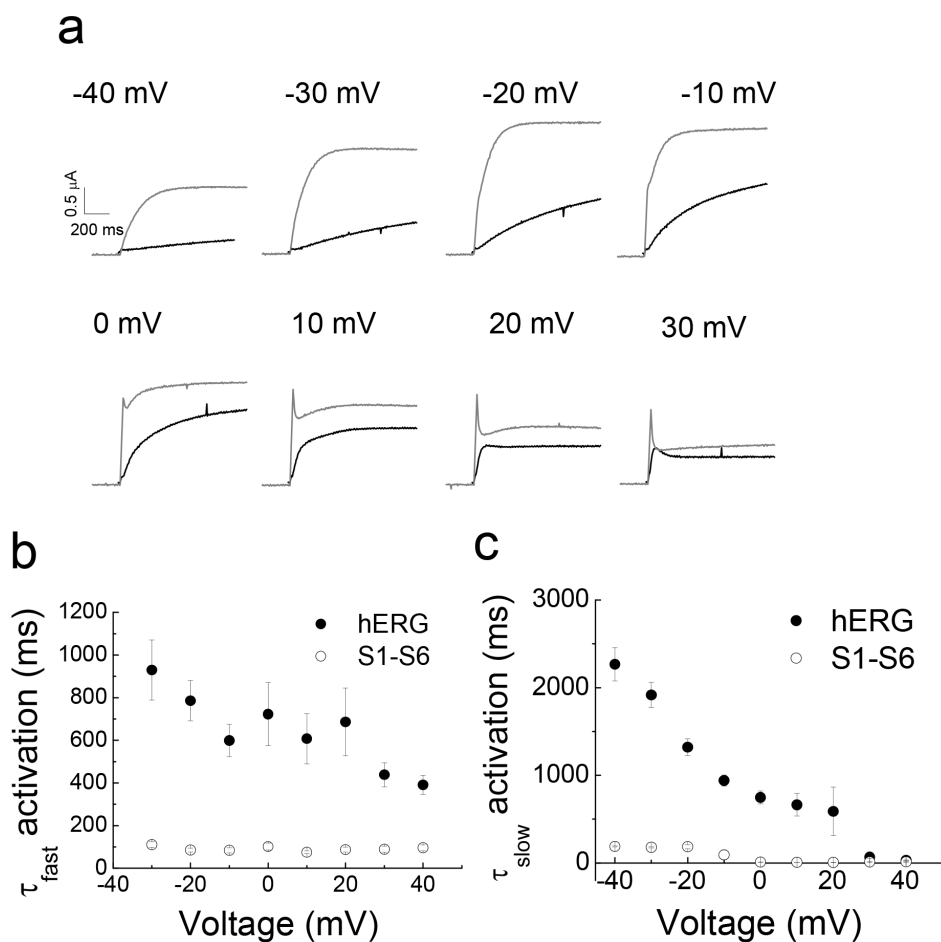 a
-40 mV -30 mV -20 mV -10 mV
0.5 µA
200 ms
0 mV 10 mV 20 mV 30 mV
b
τfast activation (ms)
1200
1000
800
600
400
200
0
hERG
S1-S6
-40 -20 0 20 40
Voltage (mV)
c
τslow activation (ms)
3000
2000
1000
0
hERG
S1-S6
-40 -20 0 20 40
Voltage (mV)